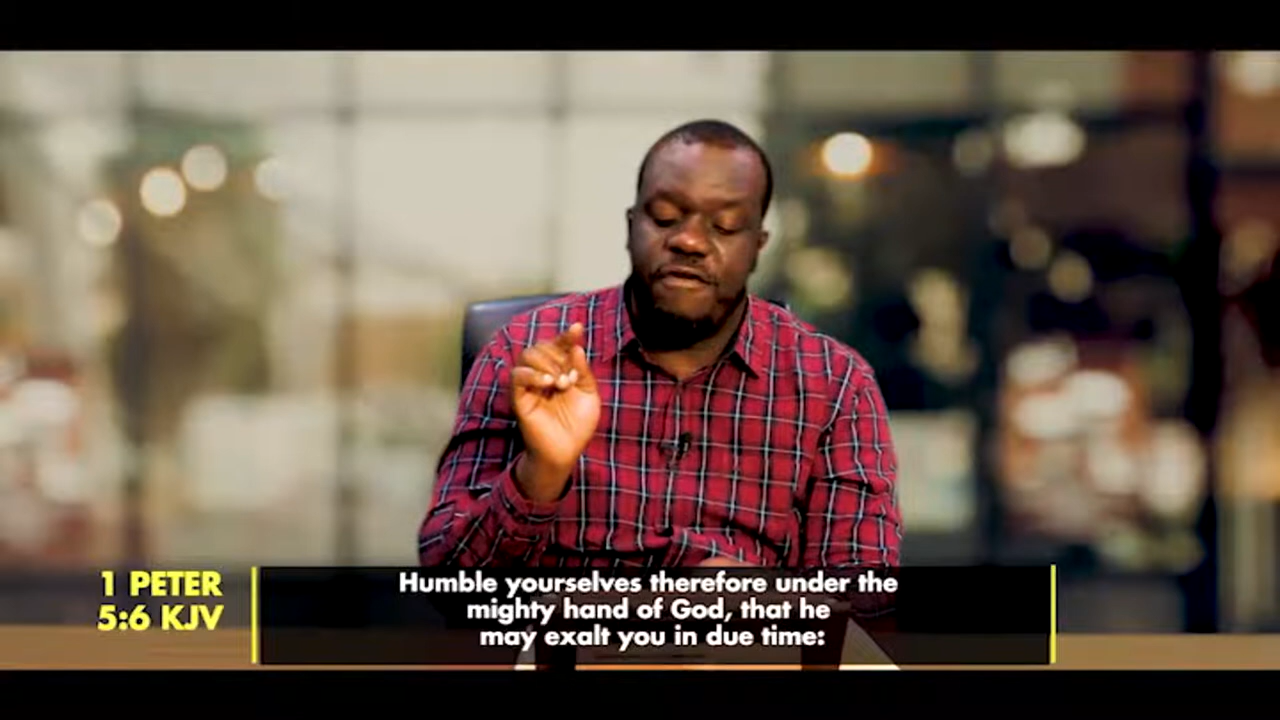 1 PETER
5:6 KJV
Humble yourselves therefore under the
mighty hand of God, that he
may exalt you in due time: